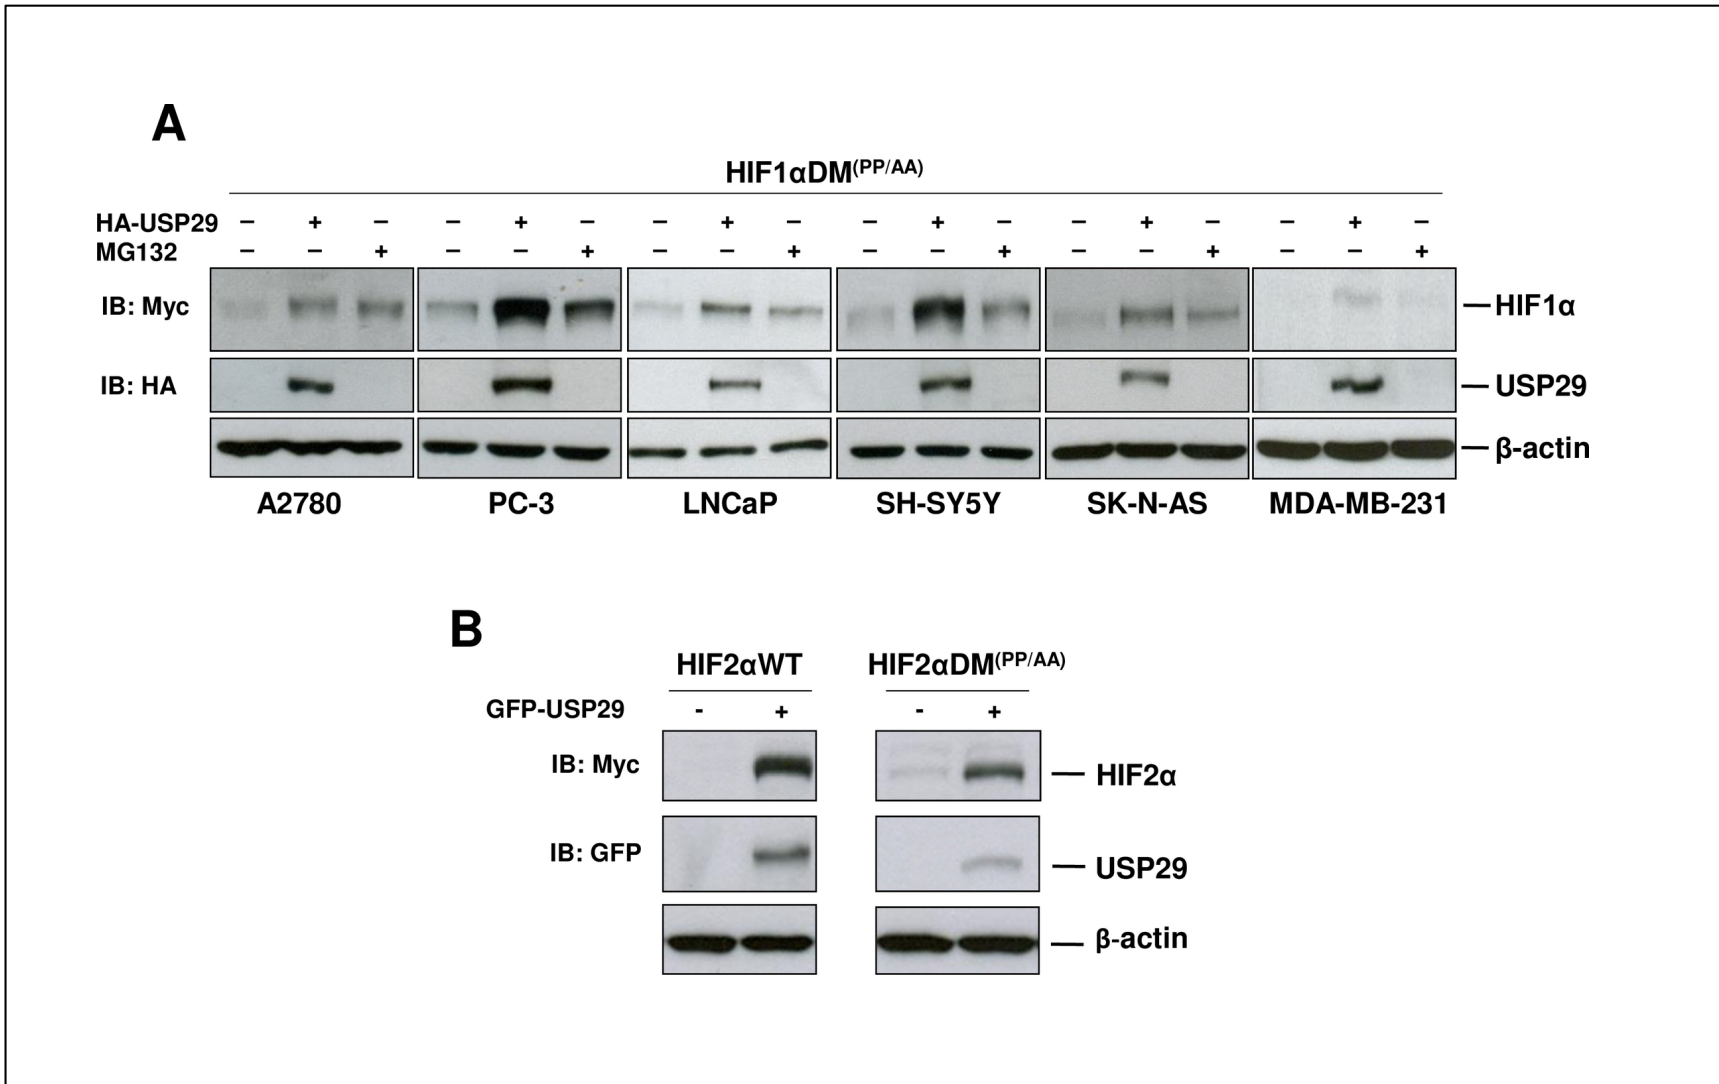 A
HIF1αDM(PP/AA)
HA-USP29 – + – – + – – + – – + – – + – – + –
MG132 – – + – – + – – + – – + – – + – – +
IB: Myc HIF1α
IB: HA USP29
β-actin
A2780 PC-3 LNCaP SH-SY5Y SK-N-AS MDA-MB-231
B
HIF2αWT HIF2αDM(PP/AA)
GFP-USP29 - + - +
IB: Myc HIF2α
IB: GFP USP29
β-actin